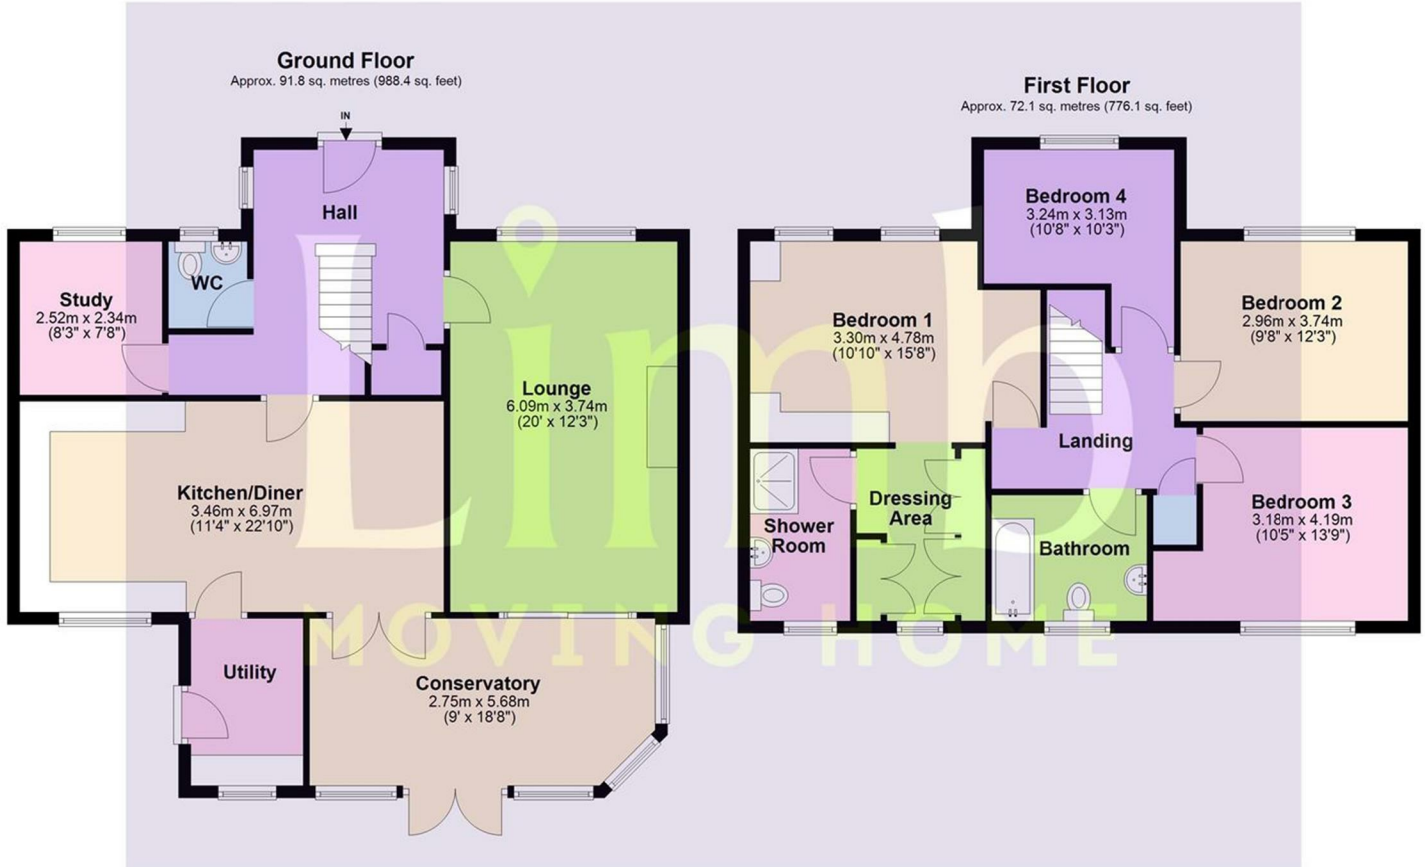 Ground Floor
Approx. 91.8 sq. metres (988.4 sq. feet)
IN
Hall
WC
Study
2.52m x 2.34m
(8'3" x 7'8")
Lounge
6.09m x 3.74m
(20' x 12'3")
Kitchen/Diner
3.46m x 6.97m
(11'4" x 22'10")
Utility
Conservatory
2.75m x 5.68m
(9' x 18'8")
First Floor
Approx. 72.1 sq. metres (776.1 sq. feet)
Bedroom 4
3.24m x 3.13m
(10'8" x 10'3")
Bedroom 1
3.30m x 4.78m
(10'10" x 15'8")
Bedroom 2
2.96m x 3.74m
(9'8" x 12'3")
Landing
Dressing
Area
Shower
Room
Bathroom
Bedroom 3
3.18m x 4.19m
(10'5" x 13'9")
Limb
MOVING HOME